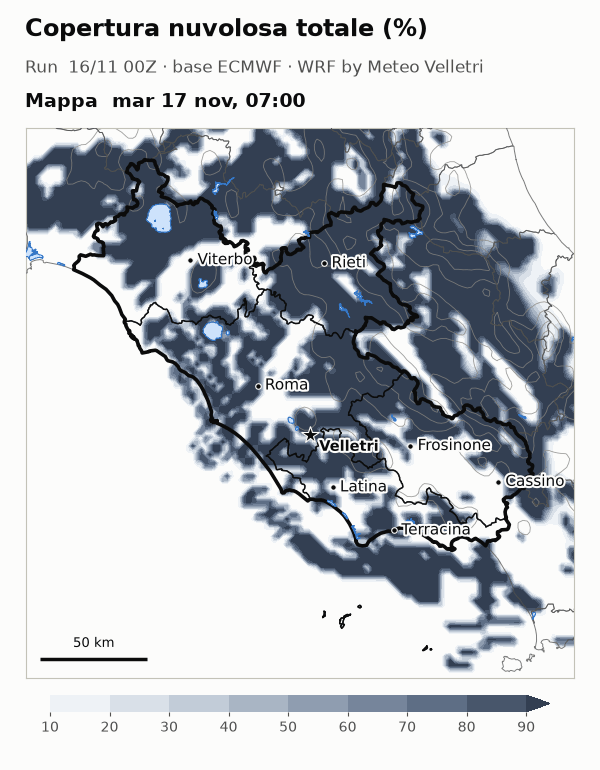 Copertura nuvolosa totale (%)
Run 16/11 00Z · base ECMWF · WRF by Meteo Velletri
Mappa mar 17 nov, 07:00
Viterbo
Rieti
Roma
Velletri
Frosinone
Cassino
Latina
Terracina
50 km
10 20 30 40 50 60 70 80 90